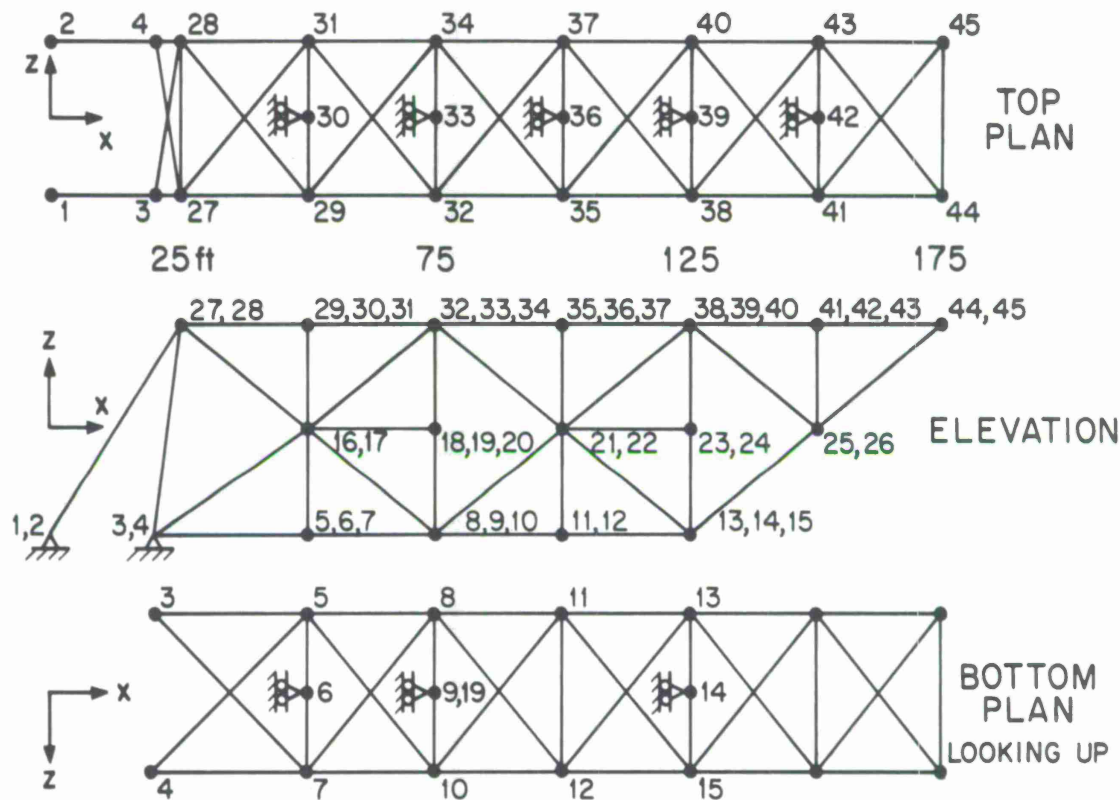 2 4 28 31 34 37 40 43 45
Z
X
30 33 36 39 42
TOP
PLAN
1 3 27 29 32 35 38 41 44
25 ft 75 125 175
27, 28 29, 30, 31 32, 33, 34 35, 36, 37 38, 39, 40 41, 42, 43 44, 45
Z
X
16, 17 18, 19, 20 21, 22 23, 24 25, 26
ELEVATION
1, 2 3, 4 5, 6, 7 8, 9, 10 11, 12 13, 14, 15
3 5 8 11 13
X
6 9, 19 14
BOTTOM
PLAN
LOOKING UP
Z
4 7 10 12 15